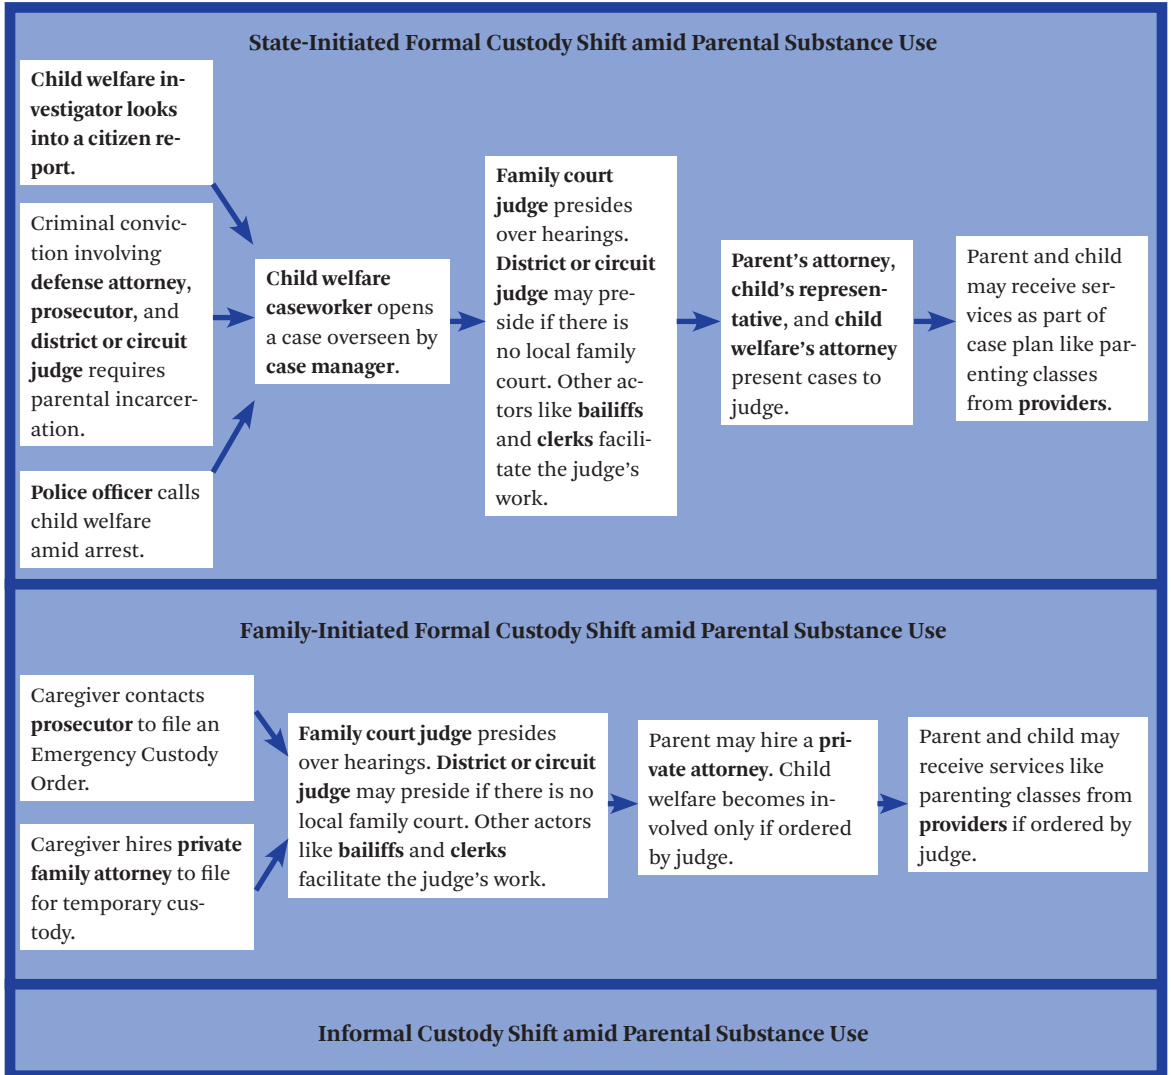 State-Initiated Formal Custody Shift amid Parental Substance Use
Child welfare in-
vestigator looks
into a citizen re-
port.
Criminal convic-
tion involving
defense attorney,
prosecutor, and
district or circuit
judge requires
parental incarcer-
ation.
Police officer calls
child welfare
amid arrest.
Child welfare
caseworker opens
a case overseen by
case manager.
Family court
judge presides
over hearings.
District or circuit
judge may pre-
side if there is
no local family
court. Other ac-
tors like bailiffs
and clerks facili-
tate the judge’s
work.
Parent’s attorney,
child’s represen-
tative, and child
welfare’s attorney
present cases to
judge.
Parent and child
may receive ser-
vices as part of
case plan like par-
enting classes
from providers.
Family-Initiated Formal Custody Shift amid Parental Substance Use
Caregiver contacts
prosecutor to file an
Emergency Custody
Order.
Caregiver hires private
family attorney to file
for temporary cus-
tody.
Family court judge presides
over hearings. District or circuit
judge may preside if there is no
local family court. Other actors
like bailiffs and clerks
facilitate the judge’s work.
Parent may hire a pri-
vate attorney. Child
welfare becomes in-
volved only if ordered
by judge.
Parent and child may
receive services like
parenting classes from
providers if ordered by
judge.
Informal Custody Shift amid Parental Substance Use